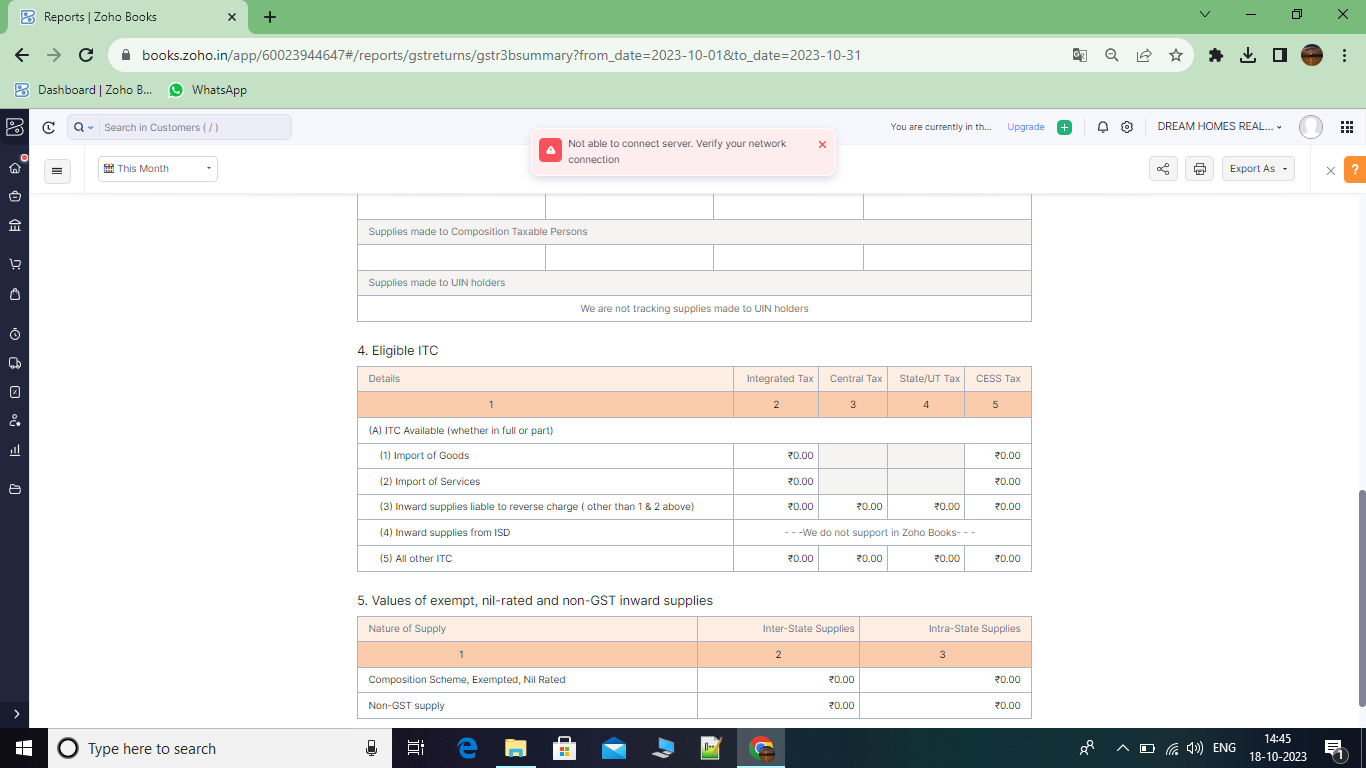 Reports | Zoho Books
books.zoho.in/app/60023944647#/reports/gstreturns/gstr3bsummary?from_date=2023-10-01&to_date=2023-10-31
Dashboard | Zoho B... WhatsApp
Search in Customers ( / ) You are currently in th... Upgrade DREAM HOMES REAL...
Not able to connect server. Verify your network
connection
This Month Export As ?
Supplies made to Composition Taxable Persons
Supplies made to UIN holders
We are not tracking supplies made to UIN holders
4. Eligible ITC
Details Integrated Tax Central Tax State/UT Tax CESS Tax
1 2 3 4 5
(A) ITC Available (whether in full or part)
(1) Import of Goods ₹0.00 ₹0.00
(2) Import of Services ₹0.00 ₹0.00
(3) Inward supplies liable to reverse charge ( other than 1 & 2 above) ₹0.00 ₹0.00 ₹0.00 ₹0.00
(4) Inward supplies from ISD - - -We do not support in Zoho Books- - -
(5) All other ITC ₹0.00 ₹0.00 ₹0.00 ₹0.00
5. Values of exempt, nil-rated and non-GST inward supplies
Nature of Supply Inter-State Supplies Intra-State Supplies
1 2 3
Composition Scheme, Exempted, Nil Rated ₹0.00 ₹0.00
Non-GST supply ₹0.00 ₹0.00
Type here to search ENG 14:45
18-10-2023 1